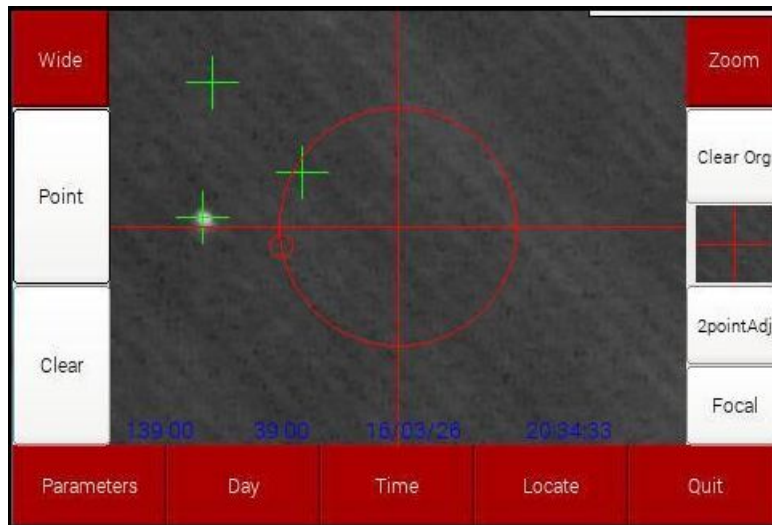 Wide
Zoom
Point
Clear Org
Clear
2pointAdj
Focal
139 00 39 00 16/03/26 20:34:33
Parameters Day Time Locate Quit